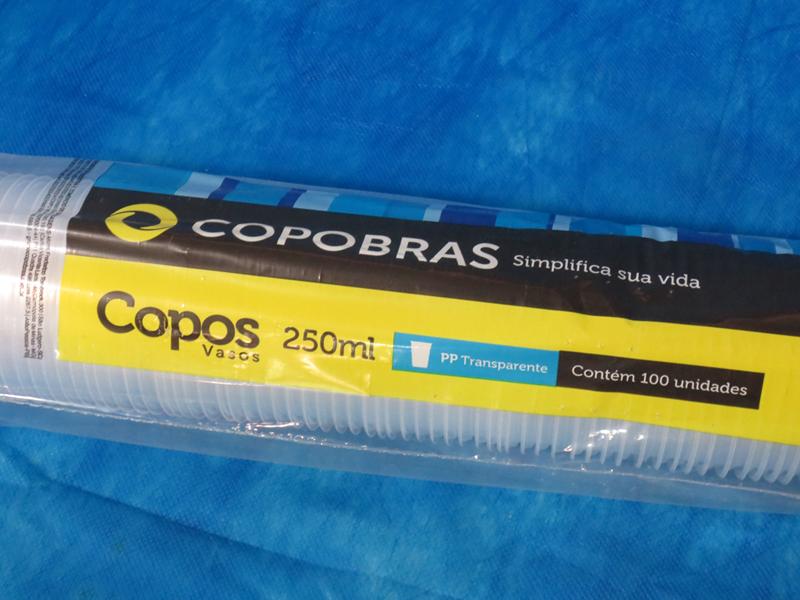 COPOBRAS Simplifica sua vida
Copos 250ml PP Transparente Contém 100 unidades
Vasos